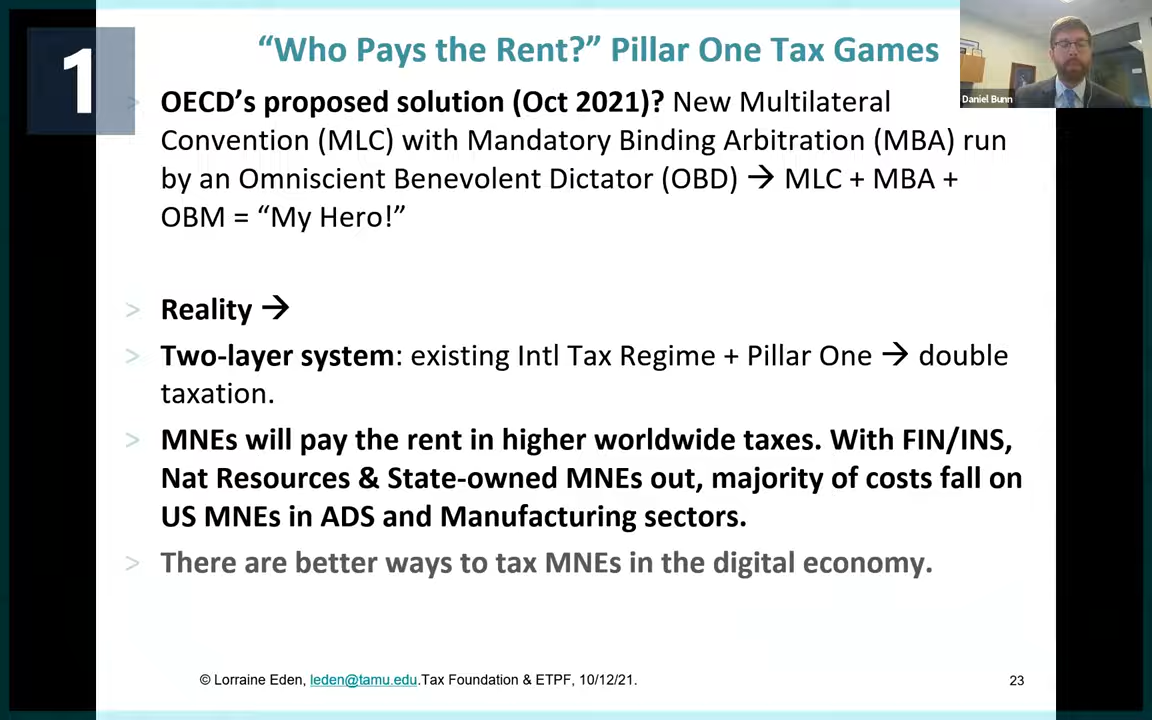 1
“Who Pays the Rent?” Pillar One Tax Games
Daniel Bunn
> OECD’s proposed solution (Oct 2021)? New Multilateral
Convention (MLC) with Mandatory Binding Arbitration (MBA) run
by an Omniscient Benevolent Dictator (OBD) → MLC + MBA +
OBM = “My Hero!”
> Reality →
> Two-layer system: existing Intl Tax Regime + Pillar One → double
taxation.
> MNEs will pay the rent in higher worldwide taxes. With FIN/INS,
Nat Resources & State-owned MNEs out, majority of costs fall on
US MNEs in ADS and Manufacturing sectors.
> There are better ways to tax MNEs in the digital economy.
© Lorraine Eden, leden@tamu.edu.Tax Foundation & ETPF, 10/12/21.
23